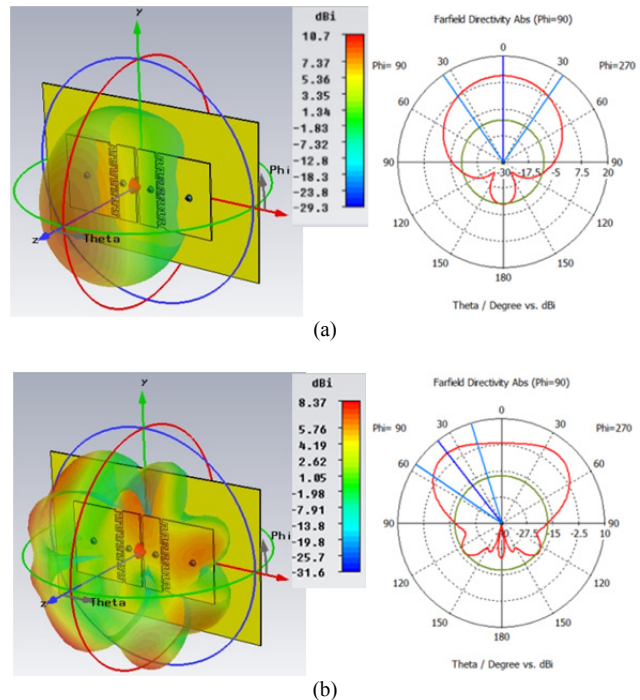 dBi
10.7
7.37
5.36
3.35
1.34
-1.83
-7.32
-12.8
-18.3
-23.8
-29.3
y
Phi
z
Theta
Farfield Directivity Abs (Phi=90)
Phi= 90
0
Phi=270
30
30
60
60
90
-30
-17.5
-5
7.5
20
90
120
120
150
150
180
Theta / Degree vs. dBi
(a)
dBi
8.37
5.76
4.19
2.62
1.05
-1.98
-7.91
-13.8
-19.8
-25.7
-31.6
y
Phi
z
Theta
Farfield Directivity Abs (Phi=90)
Phi= 90
0
Phi=270
30
30
60
60
90
-27.5
-15
-2.5
10
90
120
120
150
150
180
Theta / Degree vs. dBi
(b)